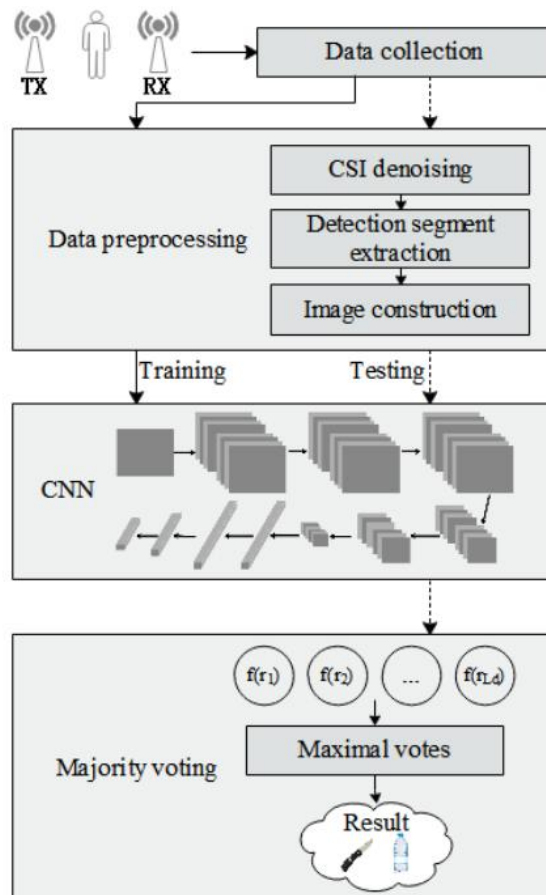 TX RX
Data collection
CSI denoising
Data preprocessing
Detection segment
extraction
Image construction
Training Testing
CNN
f(r1) f(r2) ... f(rLd)
Maximal votes
Majority voting
Result